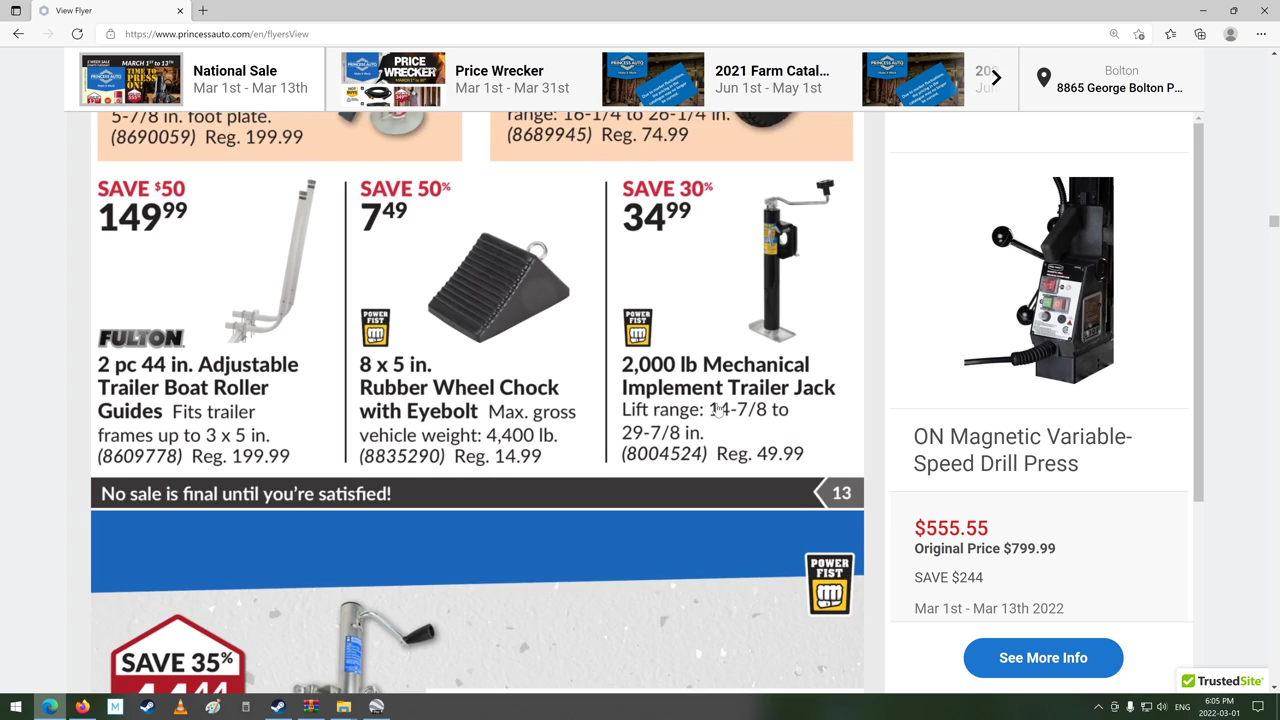 View Flyer
https://www.princessauto.com/en/flyersView
National Sale
Mar 1st - Mar 13th
Price Wrecker
Mar 1st - Mar 31st
2021 Farm Catal...
Jun 1st - May 1st
Bolton
8865 George Bolton P...
5-7/8 in. foot plate.
(8690059) Reg. 199.99
range: 16-1/4 to 26-1/4 in.
(8689945) Reg. 74.99
SAVE $50
149 99
FULTON
2 pc 44 in. Adjustable
Trailer Boat Roller
Guides Fits trailer
frames up to 3 x 5 in.
(8609778) Reg. 199.99
SAVE 50%
7 49
POWER
FIST
8 x 5 in.
Rubber Wheel Chock
with Eyebolt Max. gross
vehicle weight: 4,400 lb.
(8835290) Reg. 14.99
SAVE 30%
34 99
POWER
FIST
2,000 lb Mechanical
Implement Trailer Jack
Lift range: 14-7/8 to
29-7/8 in.
(8004524) Reg. 49.99
No sale is final until you're satisfied!
13
POWER
FIST
SAVE 35%
ON Magnetic Variable-
Speed Drill Press
$555.55
Original Price $799.99
SAVE $244
Mar 1st - Mar 13th 2022
See More Info
TrustedSite
ENG
6:05 PM
2022-03-01